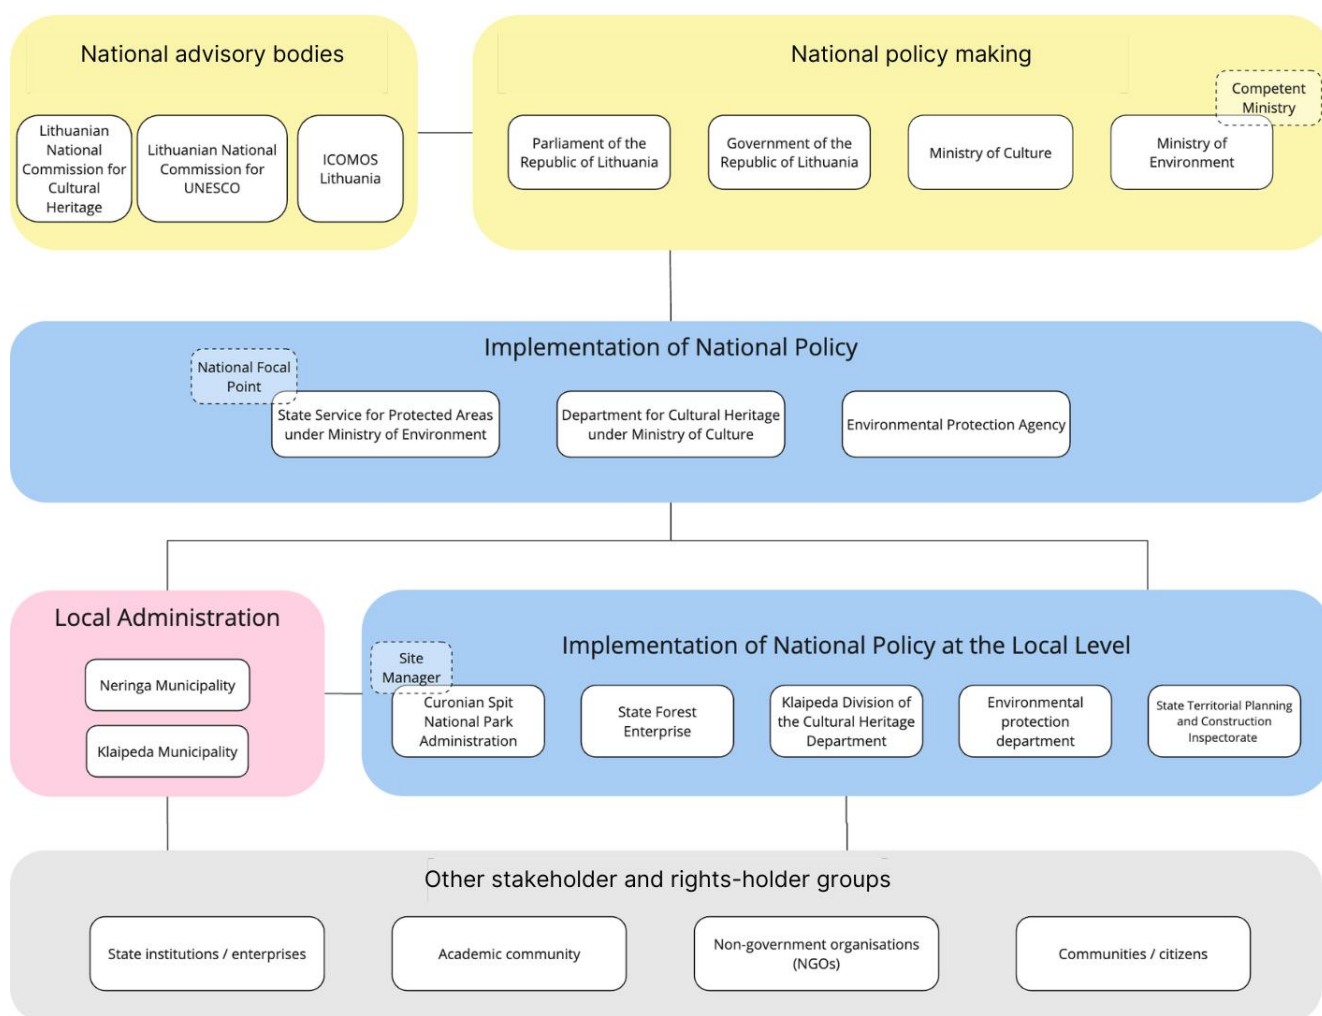 National advisory bodies
Lithuanian
National
Commission for
Cultural
Heritage
Lithuanian National
Commission for
UNESCO
ICOMOS
Lithuania
National policy making
Competent
Ministry
Parliament of the
Republic of Lithuania
Government of the
Republic of Lithuania
Ministry of Culture
Ministry of
Environment
Implementation of National Policy
National Focal
Point
State Service for Protected Areas
under Ministry of Environment
Department for Cultural Heritage
under Ministry of Culture
Environmental Protection Agency
Local Administration
Neringa Municipality
Klaipeda Municipality
Implementation of National Policy at the Local Level
Site
Manager
Curonian Spit
National Park
Administration
State Forest
Enterprise
Klaipeda Division of
the Cultural Heritage
Department
Environmental
protection
department
State Territorial Planning
and Construction
Inspectorate
Other stakeholder and rights-holder groups
State institutions / enterprises
Academic community
Non-government organisations
(NGOs)
Communities / citizens